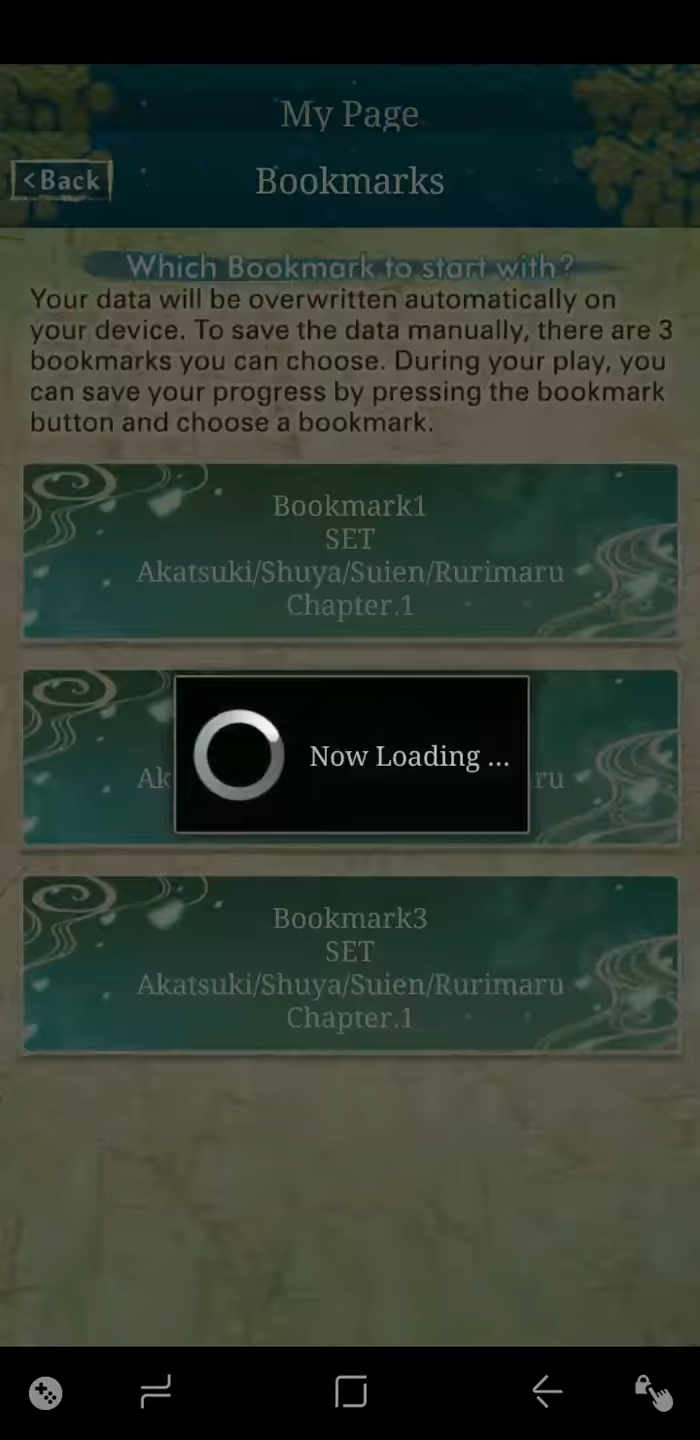 My Page
<Back
Bookmarks
Which Bookmark to start with?
Your data will be overwritten automatically on
your device. To save the data manually, there are 3
bookmarks you can choose. During your play, you
can save your progress by pressing the bookmark
button and choose a bookmark.
Bookmark1
SET
Akatsuki/Shuya/Suien/Rurimaru
Chapter.1
Now Loading ...
Bookmark3
SET
Akatsuki/Shuya/Suien/Rurimaru
Chapter.1